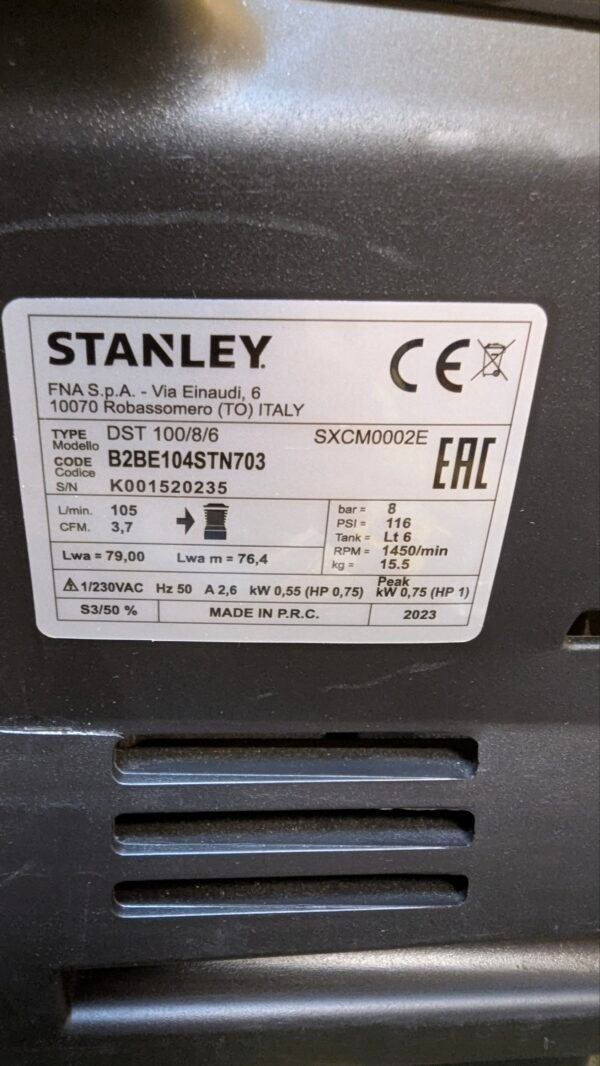 STANLEY.
CE
FNA S.p.A. - Via Einaudi, 6
10070 Robassomero (TO) ITALY
TYPE DST 100/8/6 SXCM0002E
Modello
CODE B2BE104STN703
Codice
EAC
S/N K001520235
L/min. 105
CFM. 3,7
bar = 8
PSI = 116
Tank = Lt 6
RPM = 1450/min
kg = 15.5
Lwa = 79,00 Lwa m = 76,4
1/230VAC Hz 50 A 2,6 kW 0,55 (HP 0,75) Peak kW 0,75 (HP 1)
S3/50 % MADE IN P.R.C. 2023